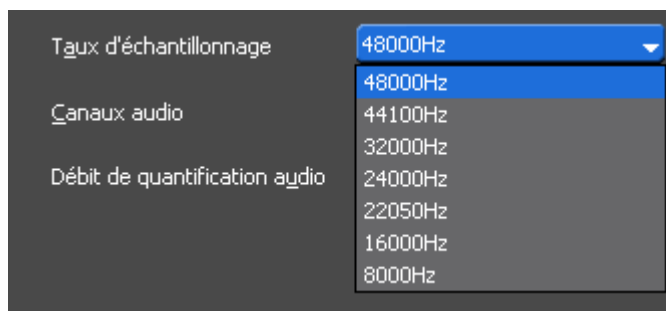 Taux d'échantillonnage 48000Hz
48000Hz
Canaux audio 44100Hz
32000Hz
Débit de quantification audio 24000Hz
22050Hz
16000Hz
8000Hz